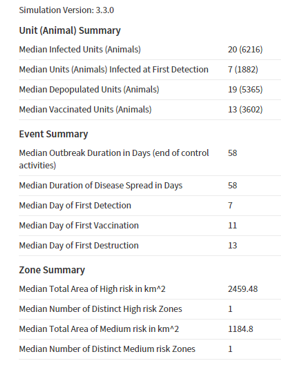 Simulation Version: 3.3.0
Unit (Animal) Summary
Median Infected Units (Animals) 20 (6216)
Median Units (Animals) Infected at First Detection 7 (1882)
Median Depopulated Units (Animals) 19 (5365)
Median Vaccinated Units (Animals) 13 (3602)
Event Summary
Median Outbreak Duration in Days (end of control 58
activities)
Median Duration of Disease Spread in Days 58
Median Day of First Detection 7
Median Day of First Vaccination 11
Median Day of First Destruction 13
Zone Summary
Median Total Area of High risk in km^2 2459.48
Median Number of Distinct High risk Zones 1
Median Total Area of Medium risk in km^2 1184.8
Median Number of Distinct Medium risk Zones 1